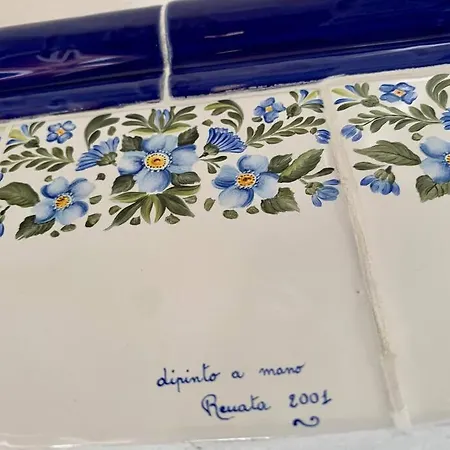 dipinto a mano
Renata 2001